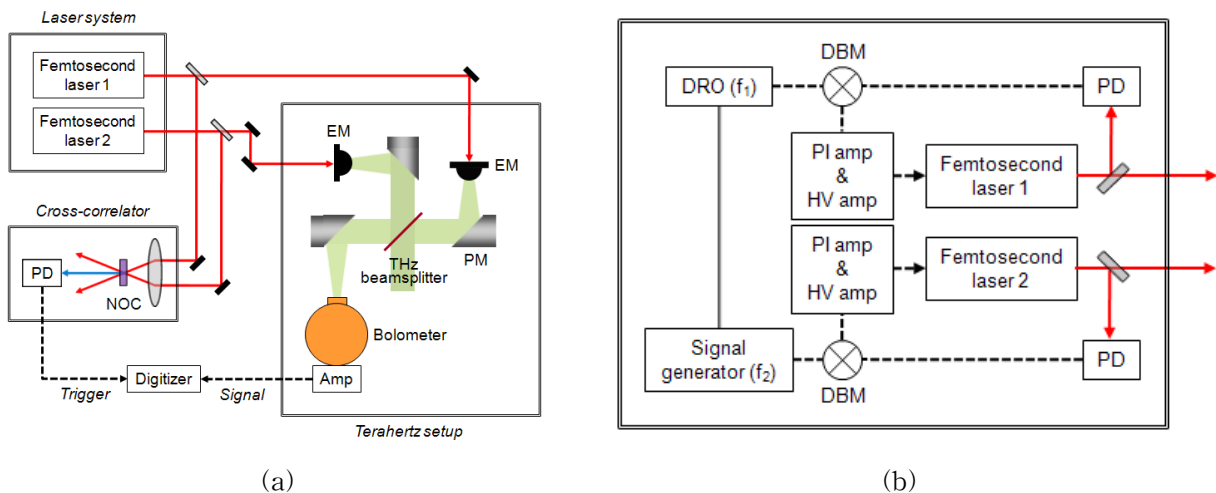 Laser system
Femtosecond
laser 1
Femtosecond
laser 2
EM
EM
Cross-correlator
PD
NOC
THz
beamsplitter
PM
Bolometer
Amp
Digitizer
Trigger
Signal
Terahertz setup
(a)
DBM
DRO (f₁)
PD
PI amp
&
HV amp
Femtosecond
laser 1
PI amp
&
HV amp
Femtosecond
laser 2
Signal
generator (f₂)
DBM
PD
(b)